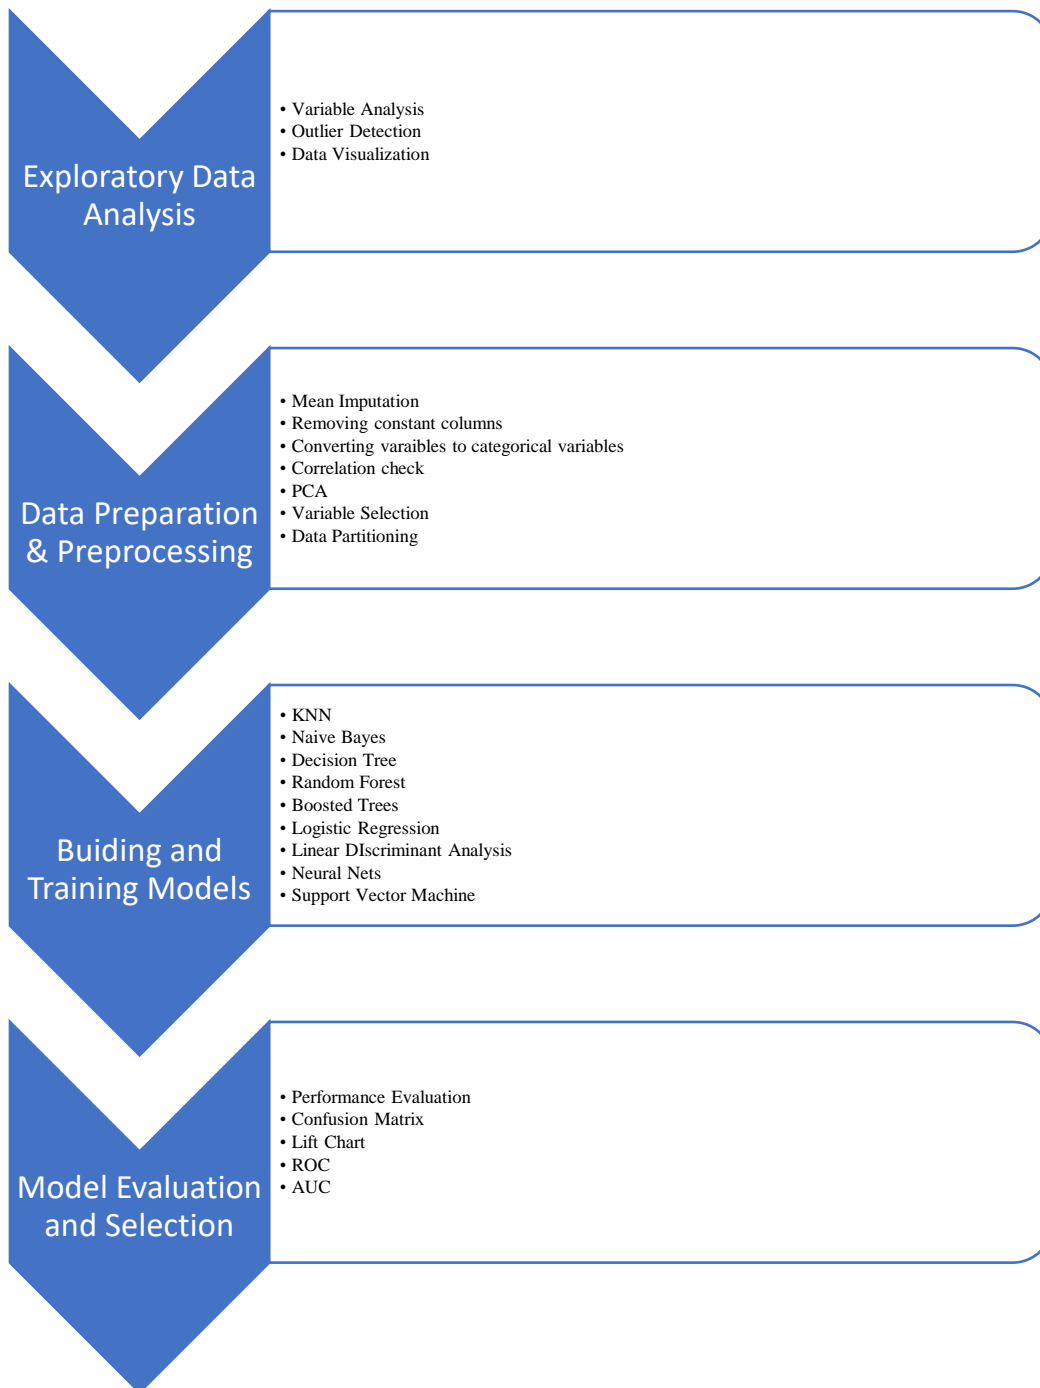 Exploratory Data
Analysis
• Variable Analysis
• Outlier Detection
• Data Visualization
Data Preparation
& Preprocessing
• Mean Imputation
• Removing constant columns
• Converting varaibles to categorical variables
• Correlation check
• PCA
• Variable Selection
• Data Partitioning
Buiding and
Training Models
• KNN
• Naive Bayes
• Decision Tree
• Random Forest
• Boosted Trees
• Logistic Regression
• Linear DIscriminant Analysis
• Neural Nets
• Support Vector Machine
Model Evaluation
and Selection
• Performance Evaluation
• Confusion Matrix
• Lift Chart
• ROC
• AUC